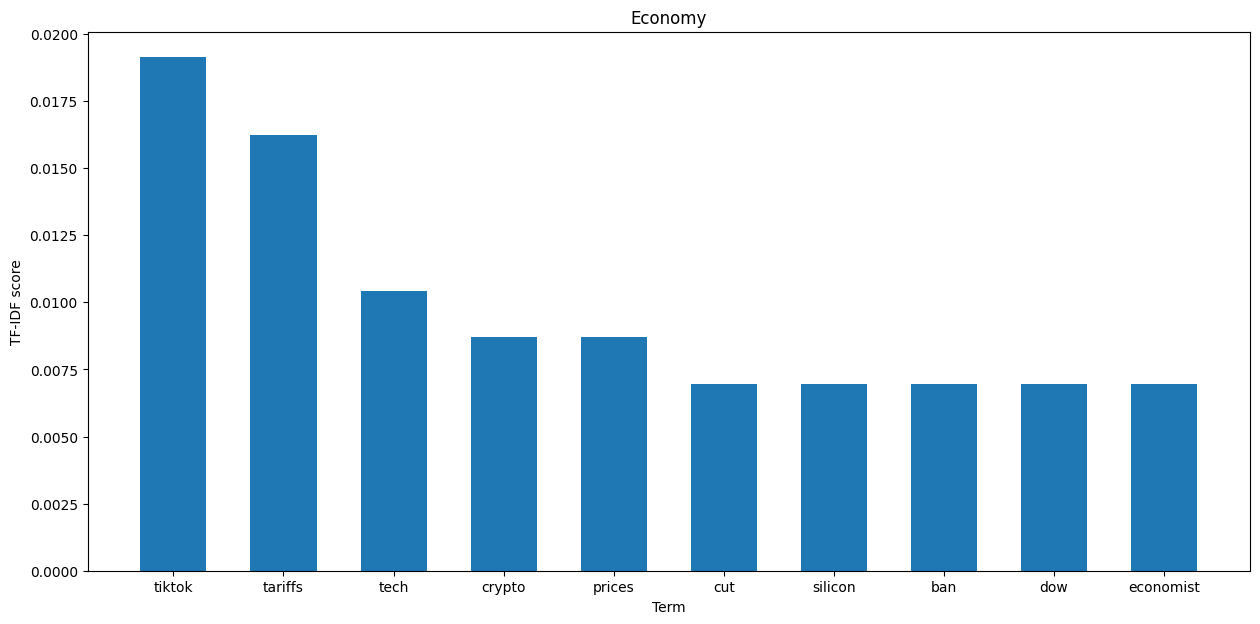 Economy
0.0200
0.0175
0.0150
0.0125
0.0100
0.0075
0.0050
0.0025
0.0000
TF-IDF score
tiktok tariffs tech crypto prices cut silicon ban dow economist
Term